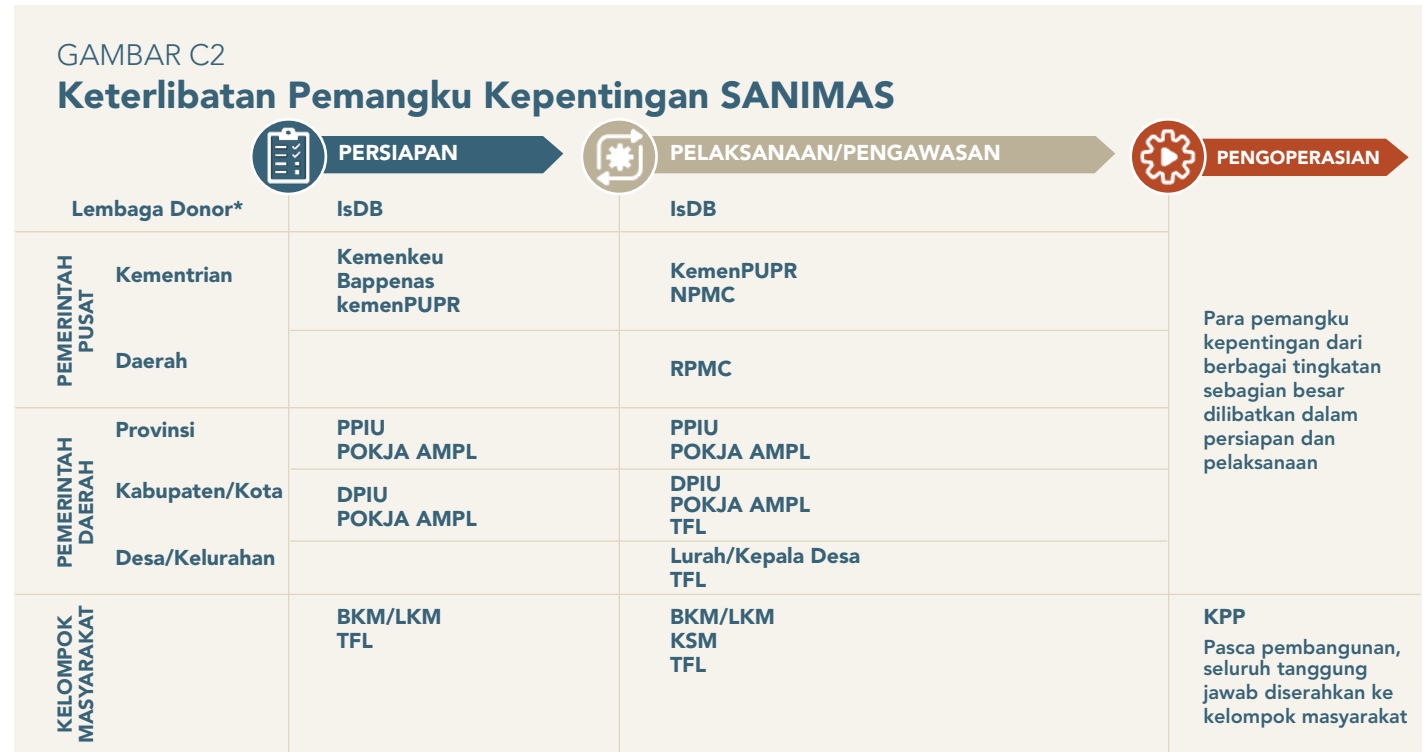 GAMBAR C2
Keterlibatan Pemangku Kepentingan SANIMAS
PERSIAPAN
PELAKSANAAN/PENGAWASAN
PENGOPERASIAN
Lembaga Donor*
IsDB
IsDB
PEMERINTAH
PUSAT
Kementrian
Kemenkeu
Bappenas
kemenPUPR
KemenPUPR
NPMC
Daerah
RPMC
Para pemangku
kepentingan dari
berbagai tingkatan
sebagian besar
dilibatkan dalam
persiapan dan
pelaksanaan
PEMERINTAH
DAERAH
Provinsi
PPIU
POKJA AMPL
PPIU
POKJA AMPL
Kabupaten/Kota
DPIU
POKJA AMPL
DPIU
POKJA AMPL
TFL
Desa/Kelurahan
Lurah/Kepala Desa
TFL
KELOMPOK
MASYARAKAT
BKM/LKM
TFL
BKM/LKM
KSM
TFL
KPP
Pasca pembangunan,
seluruh tanggung
jawab diserahkan ke
kelompok masyarakat